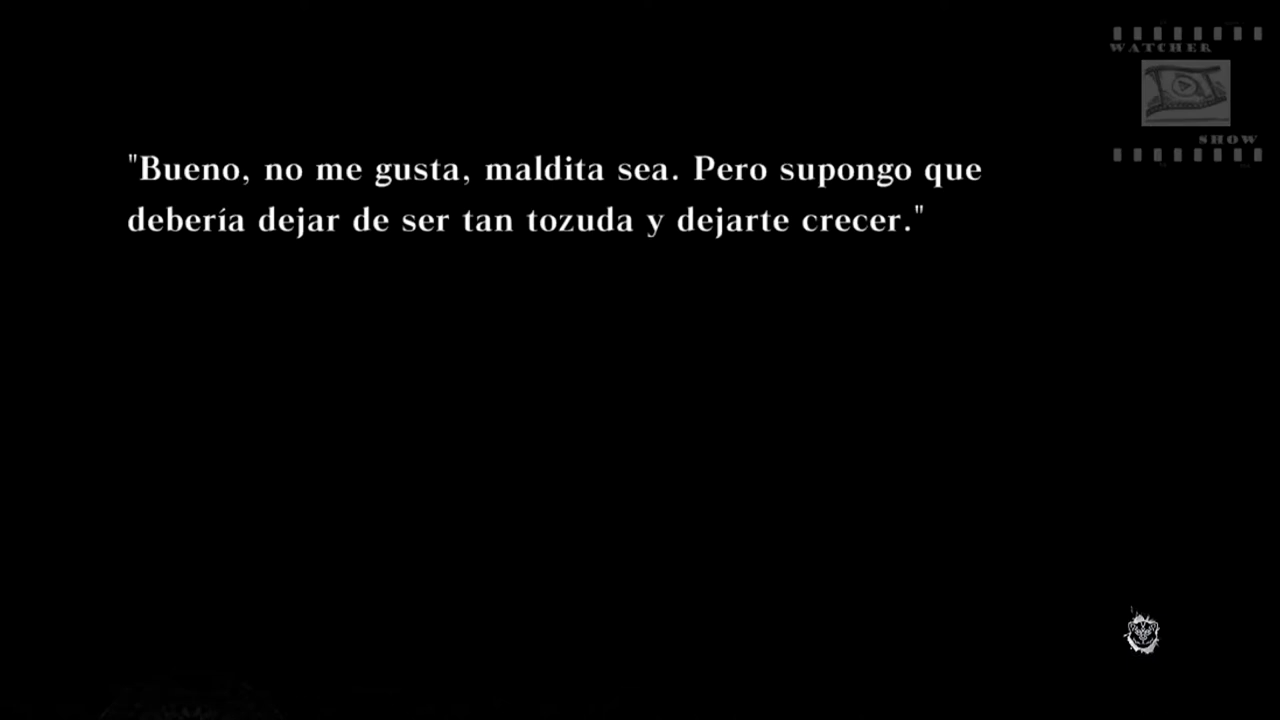 WATCHER
SHOW
"Bueno, no me gusta, maldita sea. Pero supongo que
debería dejar de ser tan tozuda y dejarte crecer."